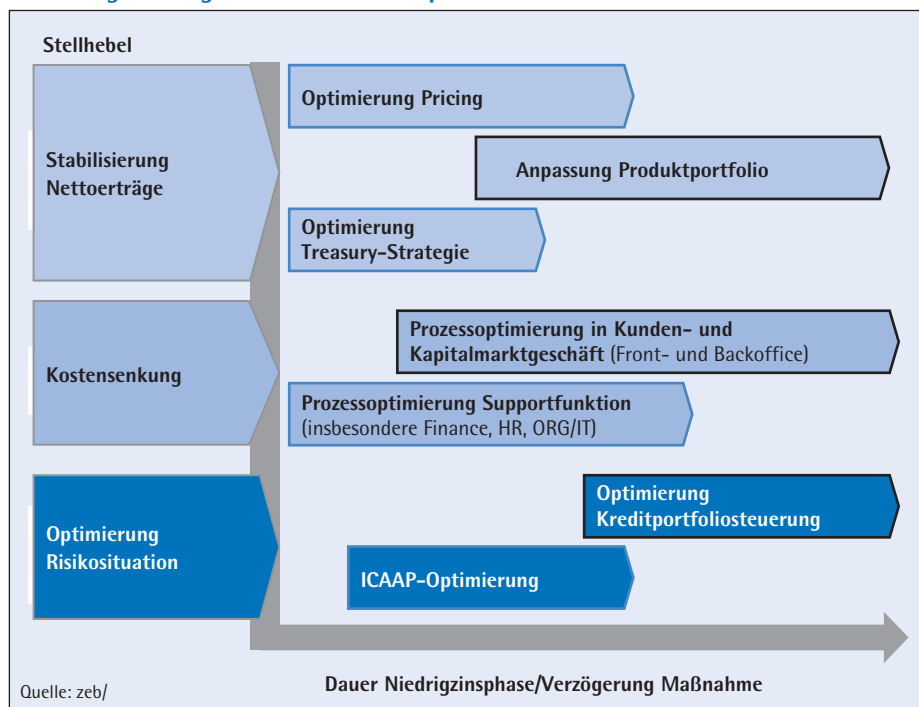 Stellhebel
Optimierung Pricing
Stabilisierung
Nettoerträge
Anpassung Produktportfolio
Optimierung
Treasury-Strategie
Kostensenkung
Prozessoptimierung in Kunden- und
Kapitalmarktgeschäft (Front- und Backoffice)
Prozessoptimierung Supportfunktion
(insbesondere Finance, HR, ORG/IT)
Optimierung
Risikosituation
Optimierung
Kreditportfoliosteuerung
ICAAP-Optimierung
Dauer Niedrigzinsphase/Verzögerung Maßnahme
Quelle: zeb/